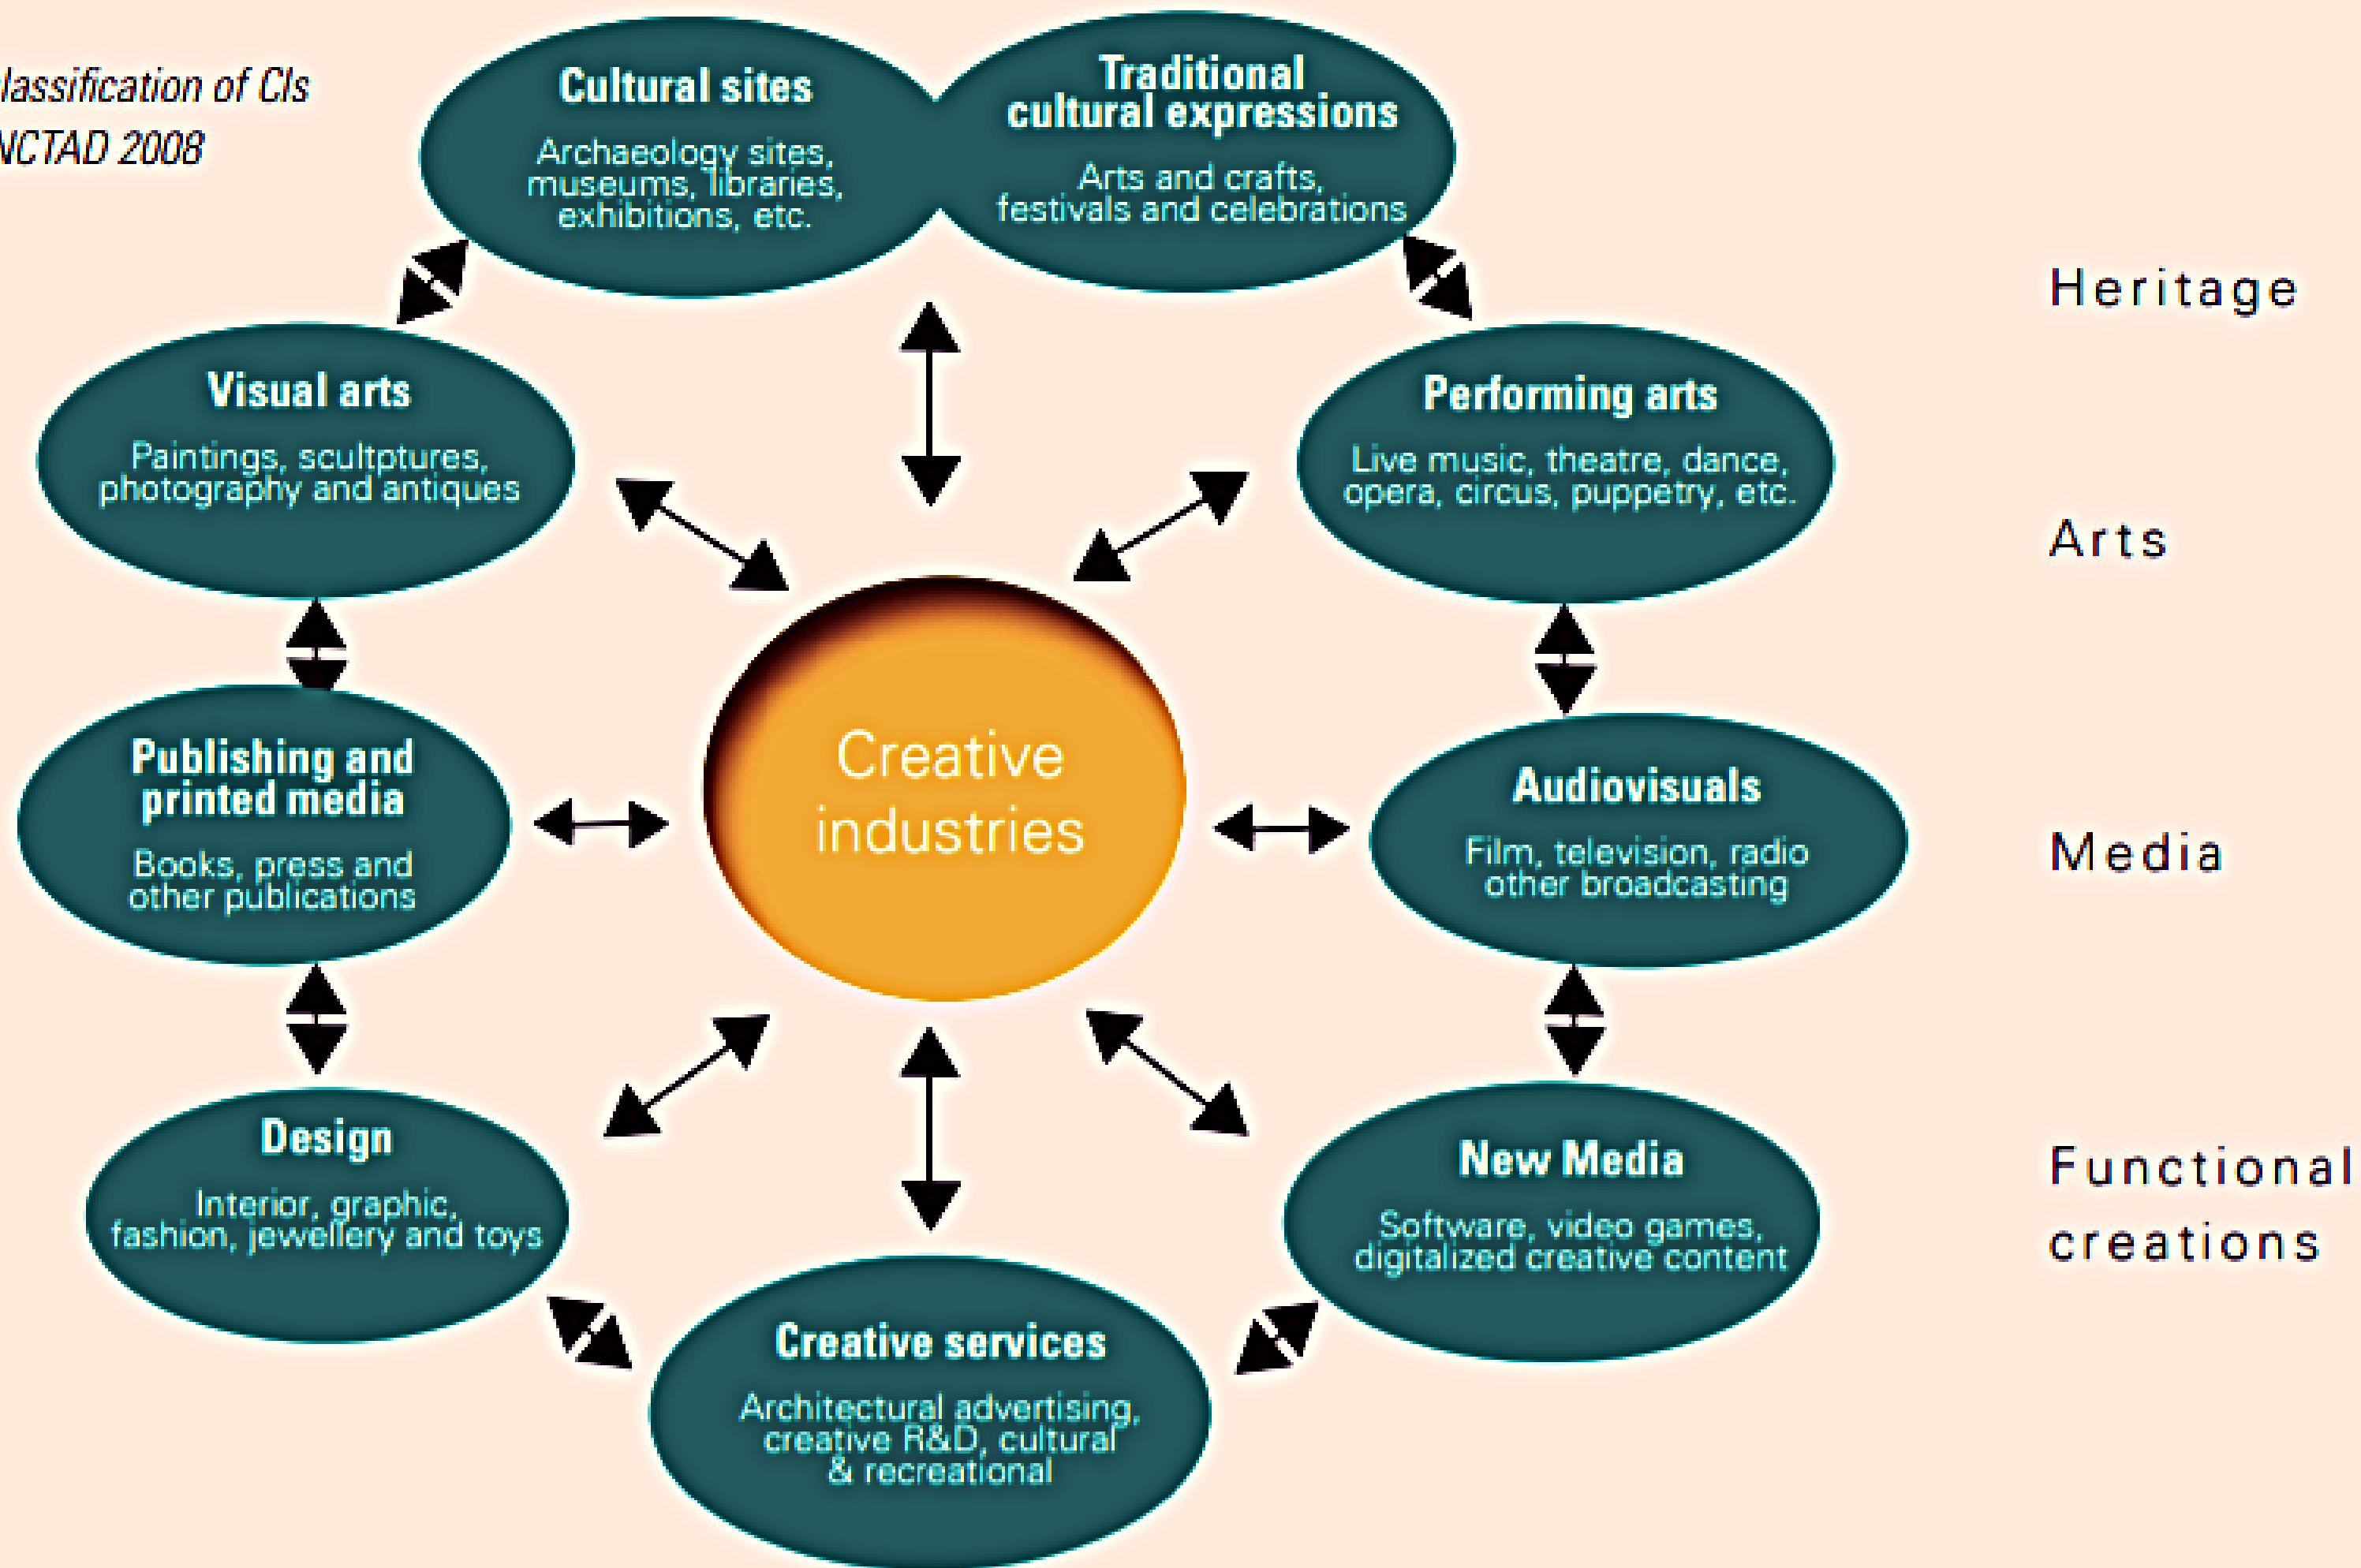 lassification of CIs
NCTAD 2008
Cultural sites
Archaeology sites,
museums, libraries,
exhibitions, etc.
Traditional
cultural expressions
Arts and crafts,
festivals and celebrations
Heritage
Visual arts
Paintings, scultptures,
photography and antiques
Performing arts
Live music, theatre, dance,
opera, circus, puppetry, etc.
Arts
Publishing and
printed media
Books, press and
other publications
Creative
industries
Audiovisuals
Film, television, radio
other broadcasting
Media
Design
Interior, graphic,
fashion, jewellery and toys
New Media
Software, video games,
digitalized creative content
Functional
creations
Creative services
Architectural advertising,
creative R&D, cultural
& recreational